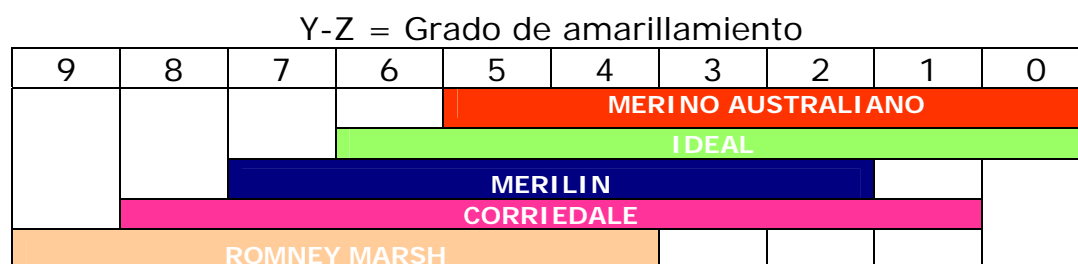 Y-Z = Grado de amarillamiento
9 8 7 6 5 4 3 2 1 0
MERINO AUSTRALIANO
IDEAL
MERILIN
CORRIEDALE
ROMNEY MARSH